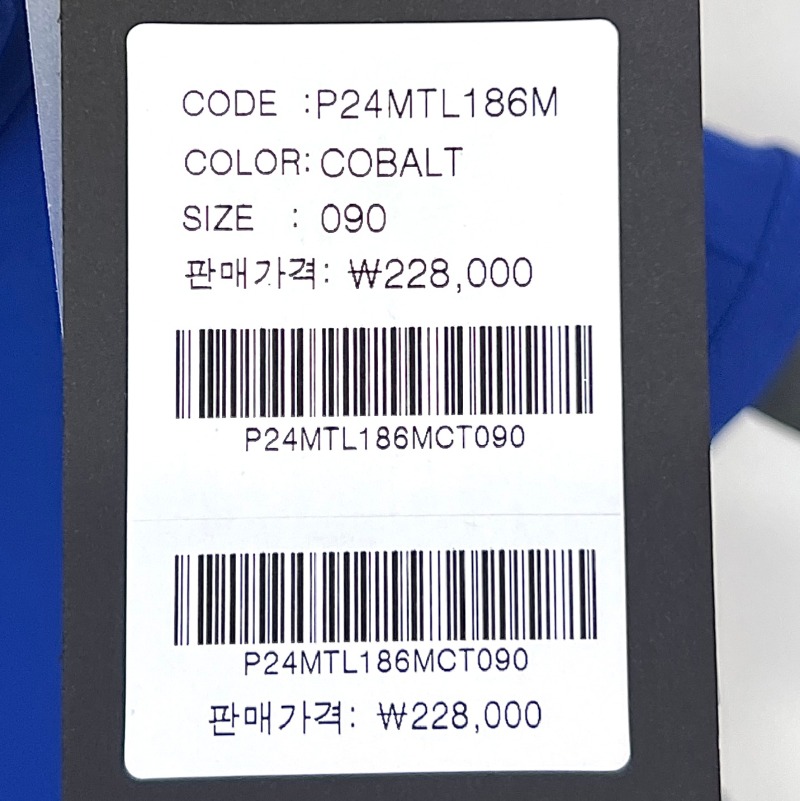 CODE :P24MTL186M
COLOR: COBALT
SIZE : 090
판매가격: ₩228,000
P24MTL186MCT090
P24MTL186MCT090
판매가격: ₩228,000